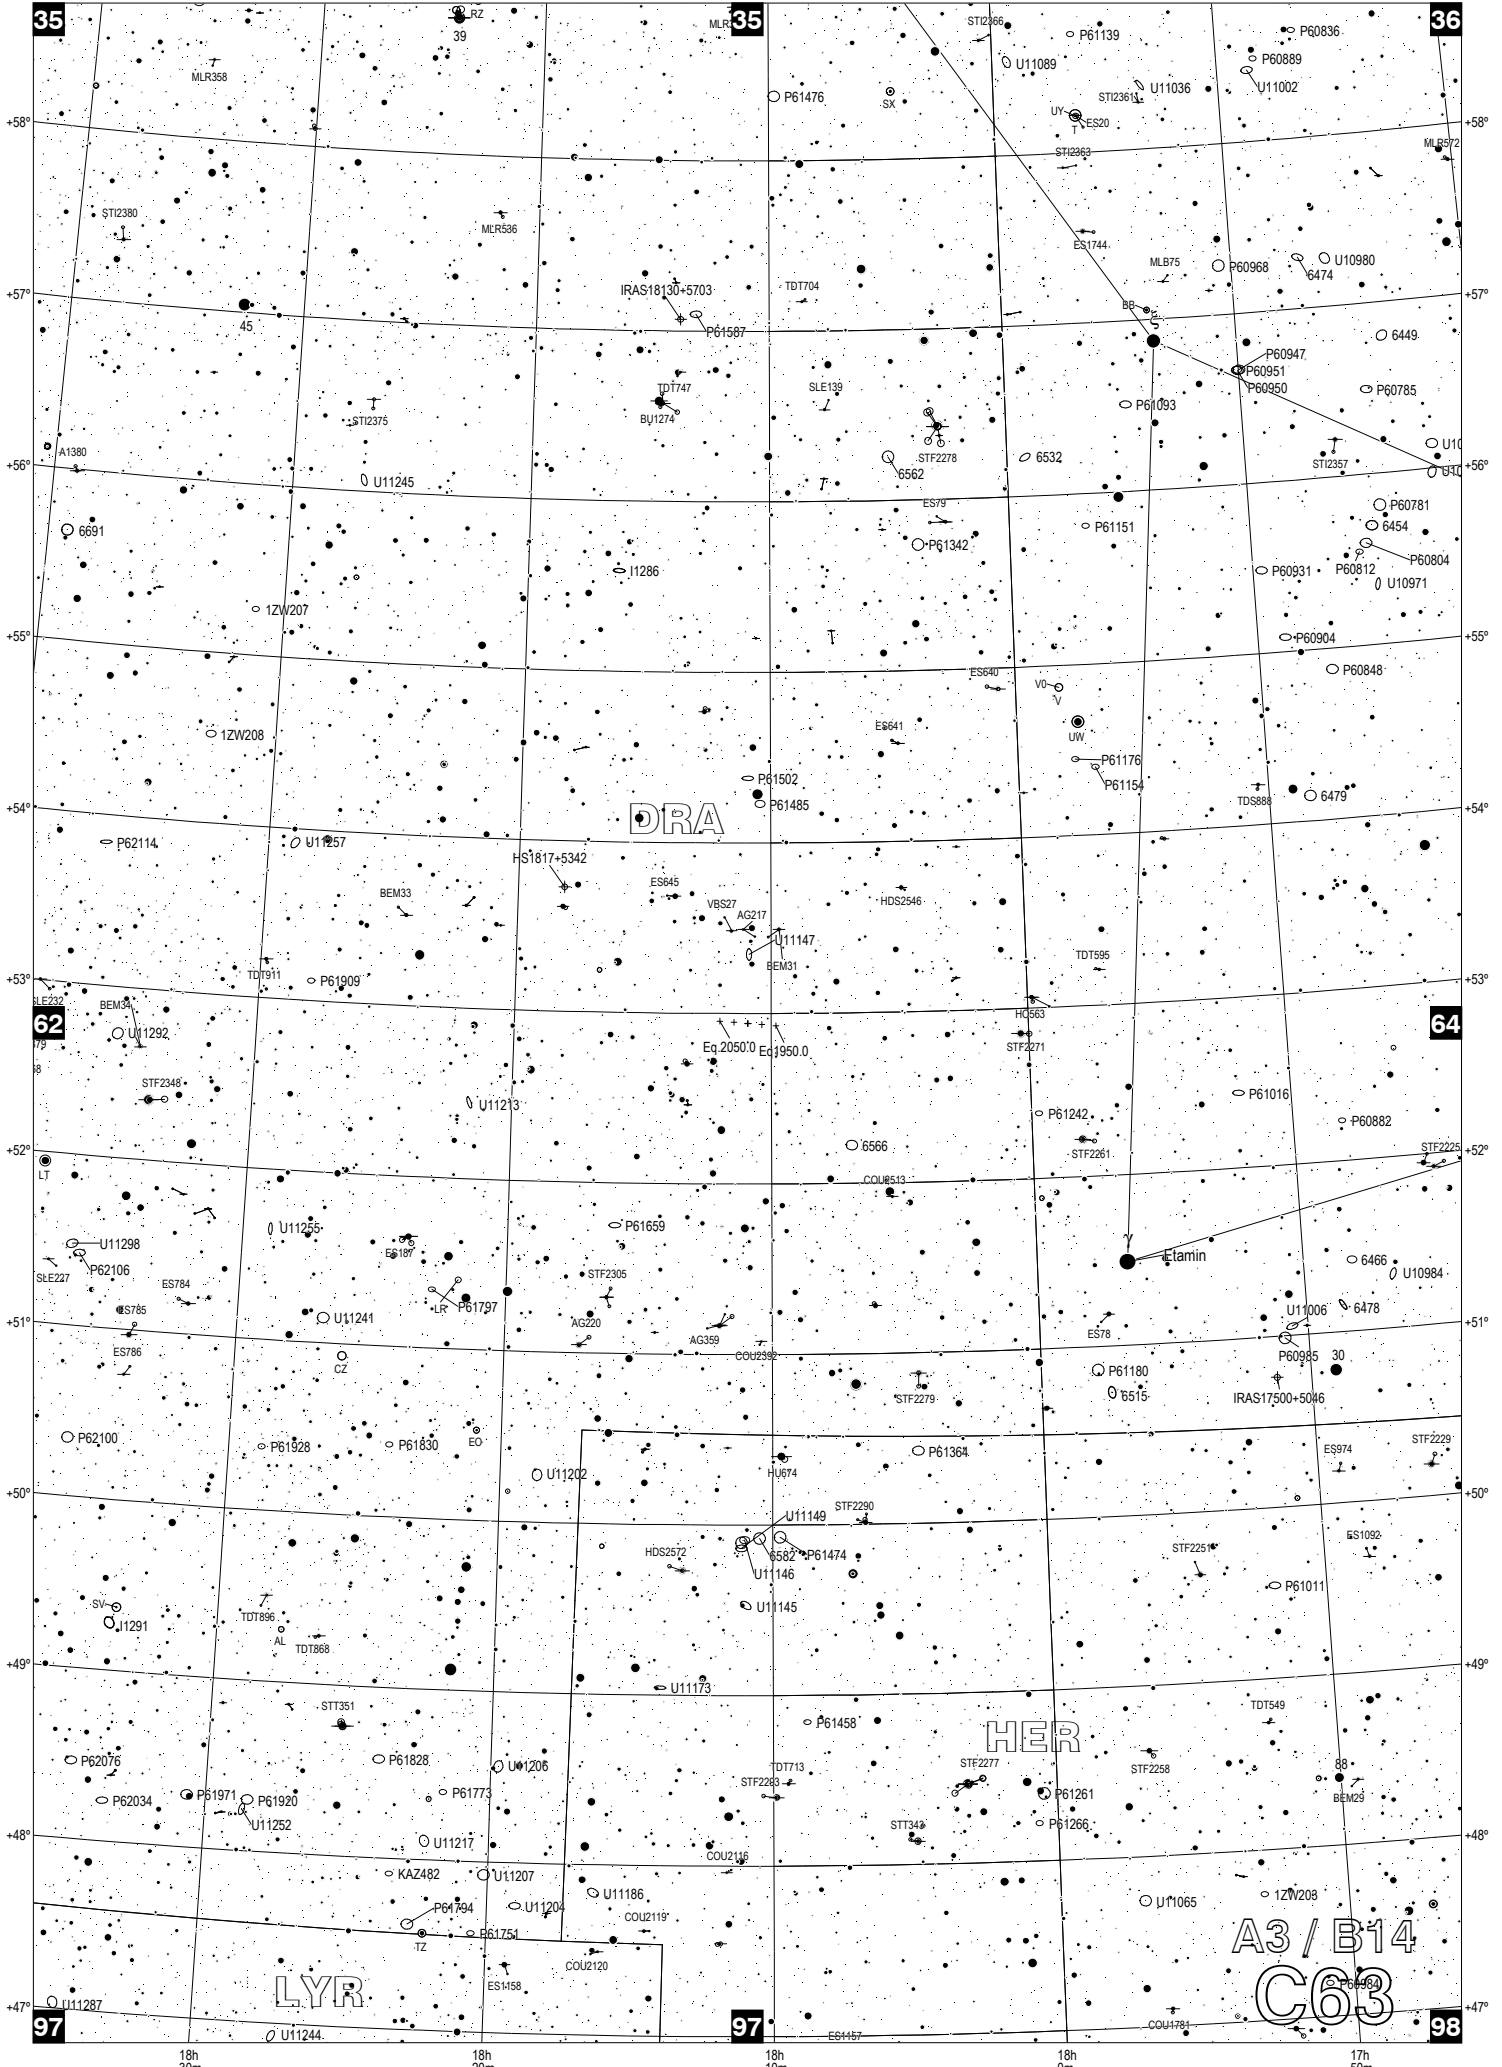 35 35 36
RZ
39
MLR358
STI2366
P61139
P60836
U11089
P60889
U11036
U11002
P61476
SX
STI2361
UY
ES20
T
+58° +58°
STI2363
MLR572
STI2380
MLR536
ES1744
MLB75
P60968
6474
U10980
TDT704
IRAS18130+5703
+57° +57°
BB
45
P61587
ξ
6449
P60947
P60951
P60950
P60785
TDT747
BU1274
SLE139
P61093
STI2375
STF2278
A1380
6532
STI2357
+56° +56°
U11245
6562
P60781
ES79
6691
P61151
6454
P61342
P60804
I1286
P60931
P60812
U10971
1ZW207
+55° +55°
P60904
P60848
ES640
V0
V
1ZW208
ES641
UW
P61176
P61154
P61502
P61485
TDS888
6479
+54° +54°
DRA
P62114
U11257
HS1817+5342
ES645
BEM33
HDS2546
VBS27
AG217
U11147
BEM31
TDT595
TDT911
P61909
+53° +53°
SLE232
BEM34
HO563
62 64
U11292
Eq.2050.0
Eq1950.0
STF2271
STF2348
U11213
P61242
P61016
P60882
6566
STF2261
+52° +52°
STF2225
LT
COU2513
U11255
P61659
U11298
P62106
ES187
γ
Etamin
6466
U10984
SLE227
ES784
STF2305
ES785
LR
P61797
U11006
6478
U11241
AG220
AG359
ES78
+51° +51°
ES786
CZ
COU2392
P60985
30
P61180
6515
STF2279
IRAS17500+5046
P62100
P61928
P61830
EO
P61364
STF2229
ES974
U11202
HU674
+50° +50°
STF2290
U11149
HDS2572
6582
P61474
U11146
STF2251
ES1092
P61011
SV
I1291
TDT896
AL
TDT868
U11145
+49° +49°
U11173
STT351
P61458
TDT549
HER
P62076
P61828
U11206
TDT713
STF2277
STF2258
88
BEM29
P61971
P61920
P61773
P62034
U11252
P61261
P61266
STT343
+48° +48°
U11217
COU2116
KAZ482
U11207
U11186
U11065
1ZW203
P61794
U11204
COU2119
A3 / B14
TZ
P61751
COU2120
ES1158
LYR
P60984
C63
+47° +47°
U11287
COU1781
97 97 98
U11244
ES1157
18h 18h 18h 18h 17h